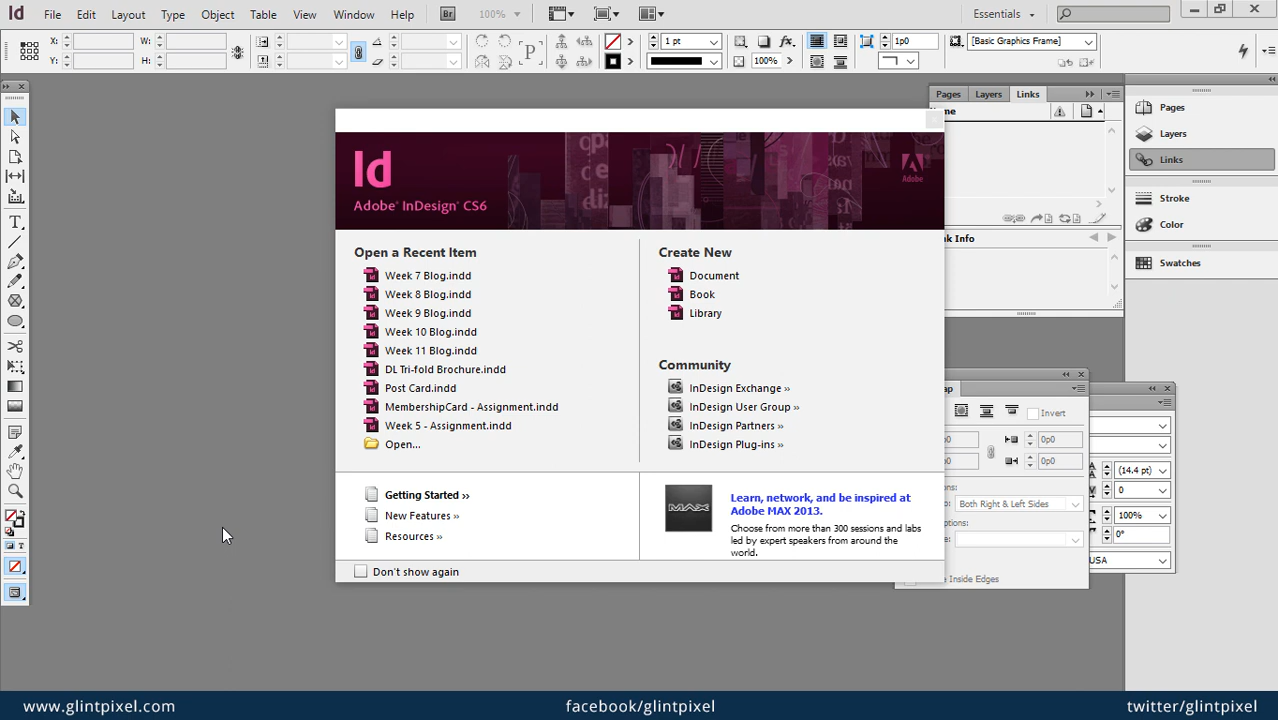 Id File Edit Layout Type Object Table View Window Help Br 100% Essentials
X: W: 1 pt 1p0 [Basic Graphics Frame]
Y: H: P fx 100%
Pages Layers Links
Pages
Layers
Links
Stroke
Color
Swatches
Id
Adobe® InDesign® CS6
Adobe
Open a Recent Item
Week 7 Blog.indd
Week 8 Blog.indd
Week 9 Blog.indd
Week 10 Blog.indd
Week 11 Blog.indd
DL Tri-fold Brochure.indd
Post Card.indd
MembershipCard - Assignment.indd
Week 5 - Assignment.indd
Open...
Create New
Document
Book
Library
Community
InDesign Exchange »
InDesign User Group »
InDesign Partners »
InDesign Plug-ins »
Getting Started »
New Features »
Resources »
MAX
Learn, network, and be inspired at
Adobe MAX 2013.
Choose from more than 300 sessions and labs
led by expert speakers from around the
world.
Don't show again
Invert
0p0 0p0
0p0 0p0
Both Right & Left Sides
Inside Edges
(14.4 pt)
0
100%
0°
USA
T
www.glintpixel.com facebook/glintpixel twitter/glintpixel